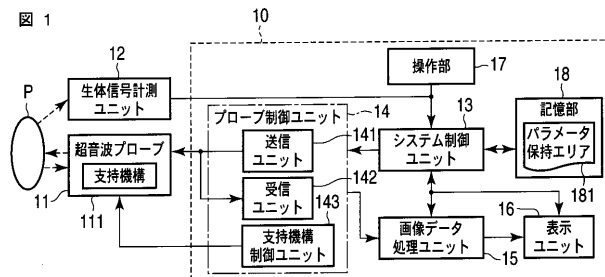 図 1
10
12
P
生体信号計測
ユニット
操作部
17
18
記憶部
パラメータ
保持エリア
181
プローブ制御ユニット
14
13
システム制御
ユニット
送信
ユニット
141
超音波プローブ
支持機構
11
111
受信
ユニット
142
143
支持機構
制御ユニット
画像データ
処理ユニット
15
16
表示
ユニット